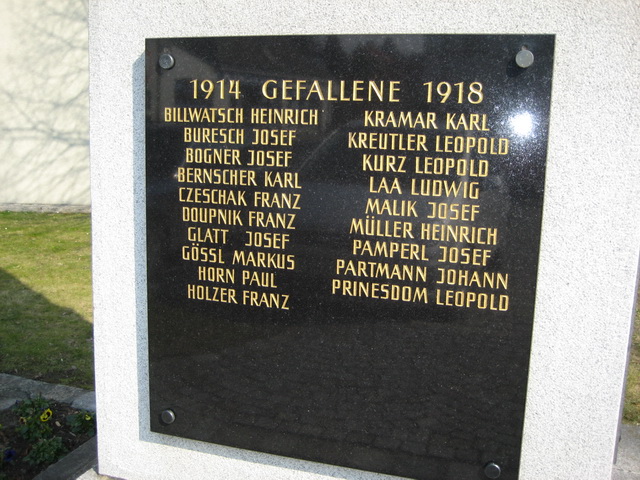 1914 GEFALLENE 1918
BILLWATSCH HEINRICH
BURESCH JOSEF
BOGNER JOSEF
BERNSCHER KARL
CZESCHAK FRANZ
DOUPNIK FRANZ
GLATT JOSEF
GÖSSL MARKUS
HORN PAUL
HOLZER FRANZ
KRAMAR KARL
KREUTLER LEOPOLD
KURZ LEOPOLD
LAA LUDWIG
MALIK JOSEF
MÜLLER HEINRICH
PAMPERL JOSEF
PARTMANN JOHANN
PRINESDOM LEOPOLD